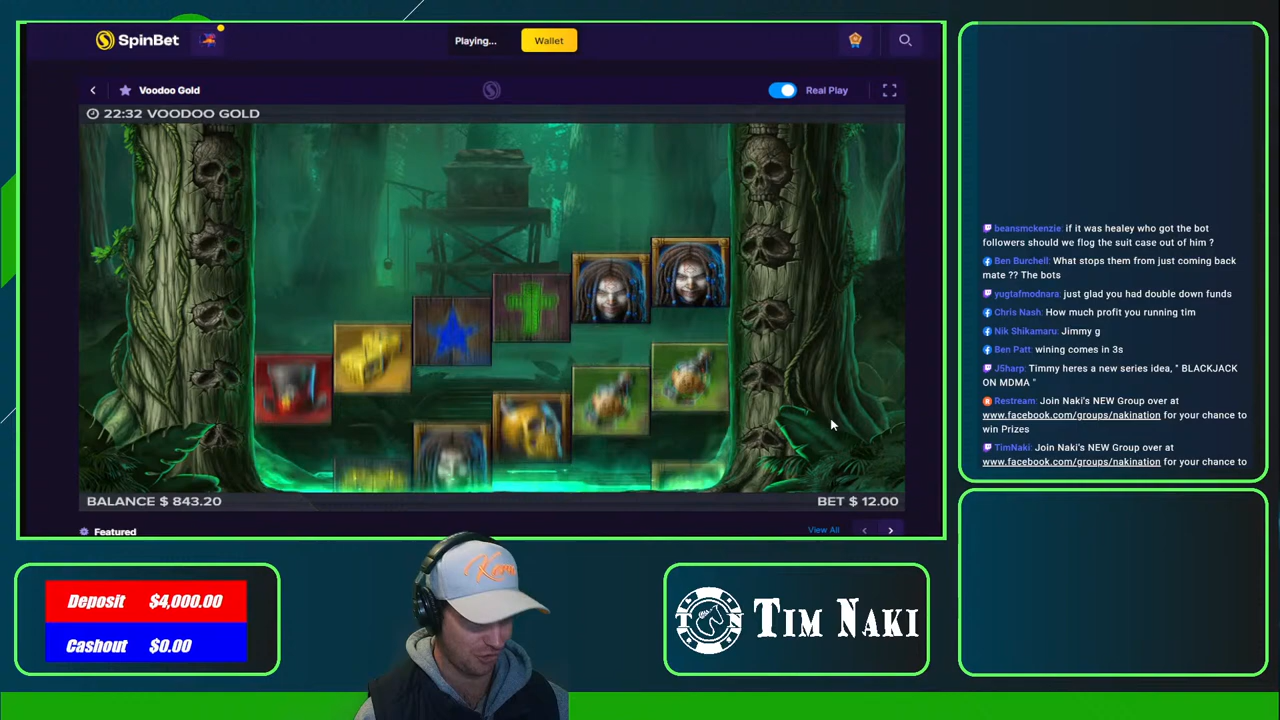 SpinBet
Playing...
Wallet
Voodoo Gold
Real Play
22:32 VOODOO GOLD
BALANCE $ 843.20
BET $ 12.00
Featured
View All
beansmckenzie: if it was healey who got the bot
followers should we flog the suit case out of him ?
Ben Burchell: What stops them from just coming back
mate ?? The bots
yugtafmodnara: just glad you had double down funds
Chris Nash: How much profit you running tim
Nik Shikamaru: Jimmy g
Ben Patt: wining comes in 3s
J5harp: Timmy heres a new series idea, " BLACKJACK
ON MDMA "
Restream: Join Naki's NEW Group over at
www.facebook.com/groups/nakination for your chance to
win Prizes
TimNaki: Join Naki's NEW Group over at
www.facebook.com/groups/nakination for your chance to
Deposit $4,000.00
Cashout $0.00
TIM NAKI